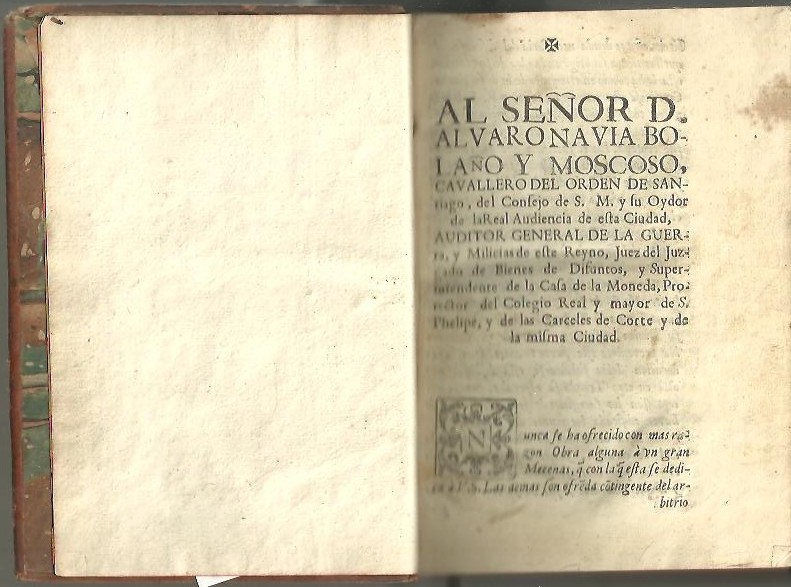 AL SEÑOR D.
ALVARO NAVIA BO-
LAÑO Y MOSCOSO,
CAVALLERO DEL ORDEN DE SAN-
tiago, del Conſejo de S. M. y ſu Oydor
de la Real Audiencia de eſta Ciudad,
AUDITOR GENERAL DE LA GUER-
ra, y Milicias de eſte Reyno, Juez del Juz-
gado de Bienes de Difuntos, y Super-
intendente de la Caſa de la Moneda, Pro-
tector del Colegio Real y mayor de S.
Phelipe, y de las Carceles de Corte y de
la miſma Ciudad.
Nunca ſe ha ofrecido con mas ra-
zon Obra alguna à vn gran
Mecenas, q̃ con la q̃ eſta ſe dedi-
ca à V.S. Las demas ſon ofrēda cōtingente del ar-
bitrio